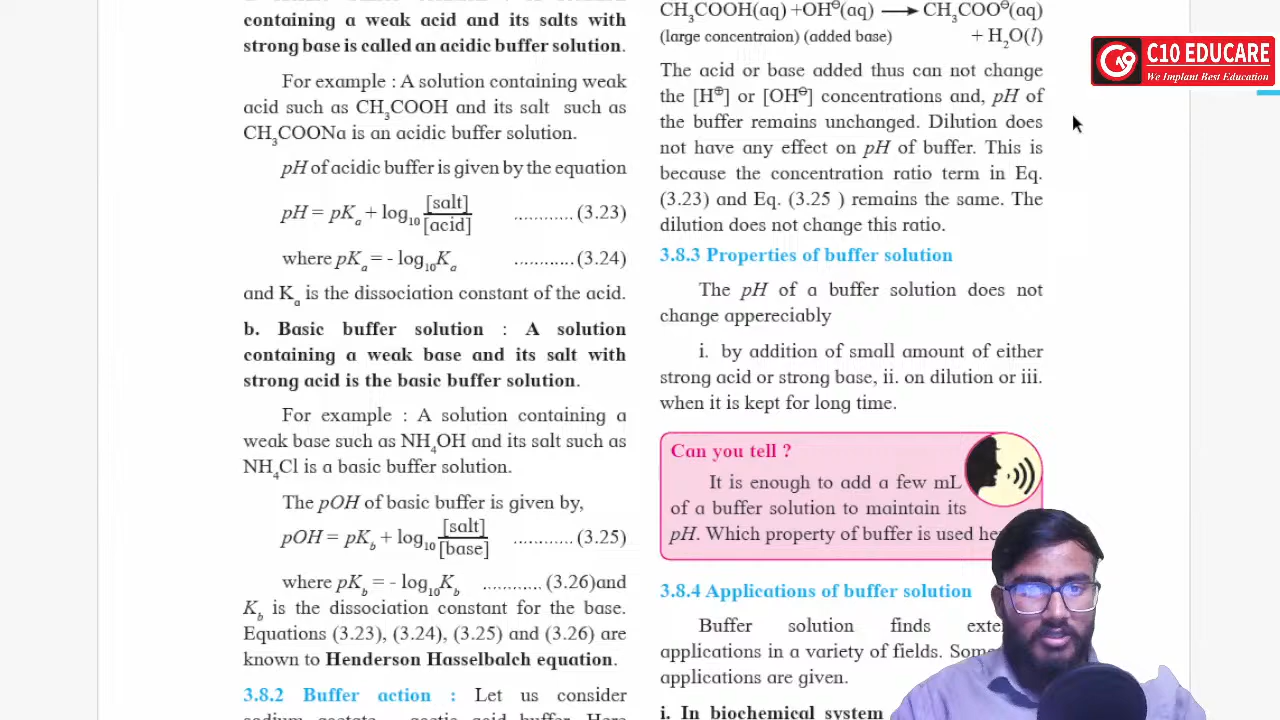 containing a weak acid and its salts with
strong base is called an acidic buffer solution.
For example : A solution containing weak
acid such as CH₃COOH and its salt such as
CH₃COONa is an acidic buffer solution.
pH of acidic buffer is given by the equation
pH = pKₐ + log₁₀ [salt]/[acid] ............ (3.23)
where pKₐ = - log₁₀Kₐ ............(3.24)
and Kₐ is the dissociation constant of the acid.
b. Basic buffer solution : A solution
containing a weak base and its salt with
strong acid is the basic buffer solution.
For example : A solution containing a
weak base such as NH₄OH and its salt such as
NH₄Cl is a basic buffer solution.
The pOH of basic buffer is given by,
pOH = pK_b + log₁₀ [salt]/[base] ............ (3.25)
where pK_b = - log₁₀K_b ............ (3.26)and
K_b is the dissociation constant for the base.
Equations (3.23), (3.24), (3.25) and (3.26) are
known to Henderson Hasselbalch equation.
3.8.2 Buffer action : Let us consider
CH₃COOH(aq) +OH⊖(aq) ⟶ CH₃COO⊖(aq)
(large concentraion) (added base) + H₂O(l)
The acid or base added thus can not change
the [H⊕] or [OH⊖] concentrations and, pH of
the buffer remains unchanged. Dilution does
not have any effect on pH of buffer. This is
because the concentration ratio term in Eq.
(3.23) and Eq. (3.25 ) remains the same. The
dilution does not change this ratio.
3.8.3 Properties of buffer solution
The pH of a buffer solution does not
change appereciably
i. by addition of small amount of either
strong acid or strong base, ii. on dilution or iii.
when it is kept for long time.
Can you tell ?
It is enough to add a few mL
of a buffer solution to maintain its
pH. Which property of buffer is used
3.8.4 Applications of buffer solution
Buffer solution finds
applications in a variety of fields.
applications are given.
i. In biochemical system
C10 EDUCARE
We Implant Best Education